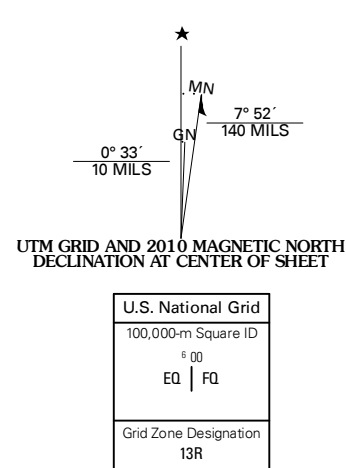 ★
MN
7° 52´
140 MILS
GN
0° 33´
10 MILS
UTM GRID AND 2010 MAGNETIC NORTH
DECLINATION AT CENTER OF SHEET
U.S. National Grid
100,000-m Square ID
6 00
EQ | FQ
Grid Zone Designation
13R